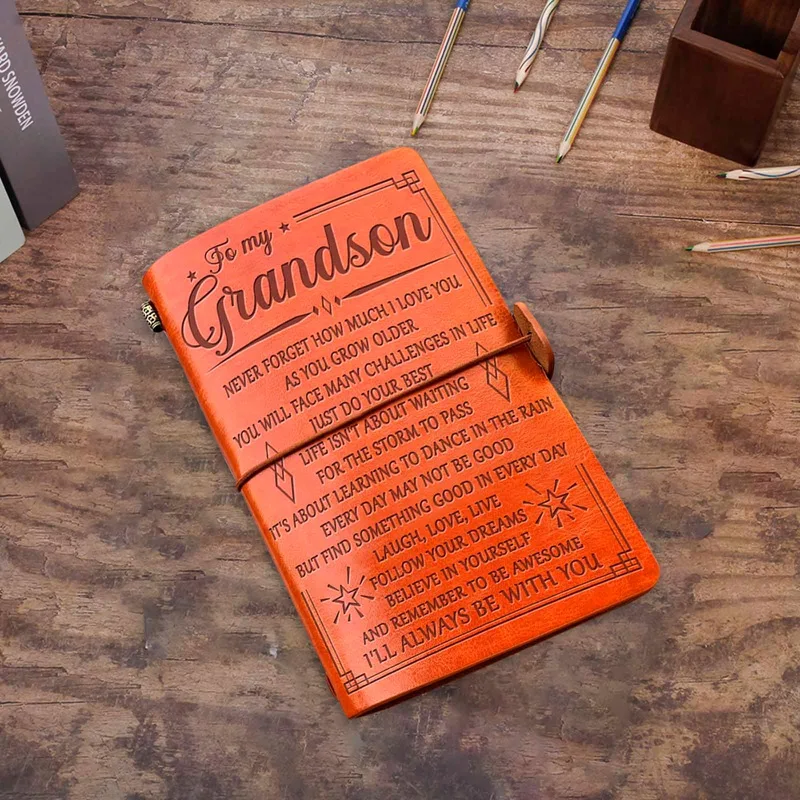 ARD SNOWDEN
To my
Grandson
NEVER FORGET HOW MUCH I LOVE YOU
AS YOU GROW OLDER
YOU WILL FACE MANY CHALLENGES IN LIFE
JUST DO YOUR BEST
LIFE ISN'T ABOUT WAITING
FOR THE STORM TO PASS
IT'S ABOUT LEARNING TO DANCE IN THE RAIN
EVERY DAY MAY NOT BE GOOD
BUT FIND SOMETHING GOOD IN EVERY DAY
LAUGH, LOVE, LIVE
FOLLOW YOUR DREAMS
BELIEVE IN YOURSELF
AND REMEMBER TO BE AWESOME
I'LL ALWAYS BE WITH YOU